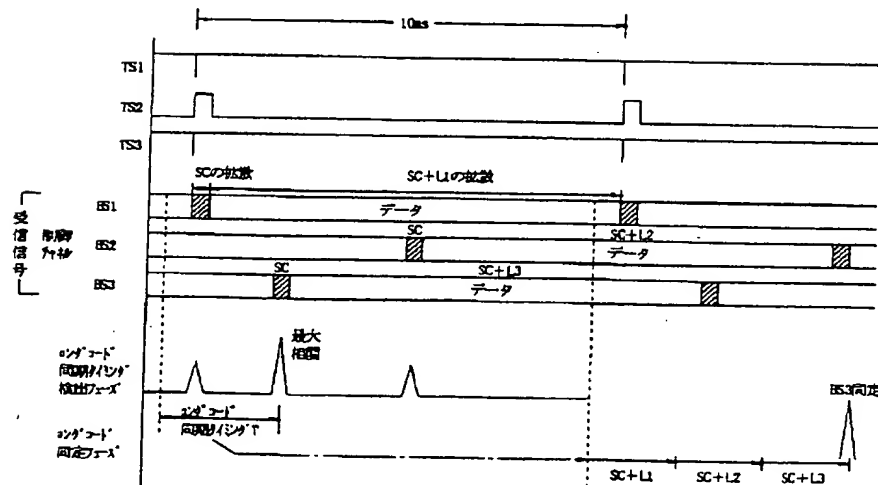 10ms
TS1
TS2
TS3
SCの拡散
SC+L1の拡散
受信信号
制御
チャネル
BS1
データ
BS2
SC
SC+L2
データ
BS3
SC
SC+L3
データ
最大
相関
ロングコード
同期タイミング
検出フェーズ
BS3同定
ロングコード
同期タイミングT
ロングコード
同定フェーズ
SC+L1
SC+L2
SC+L3